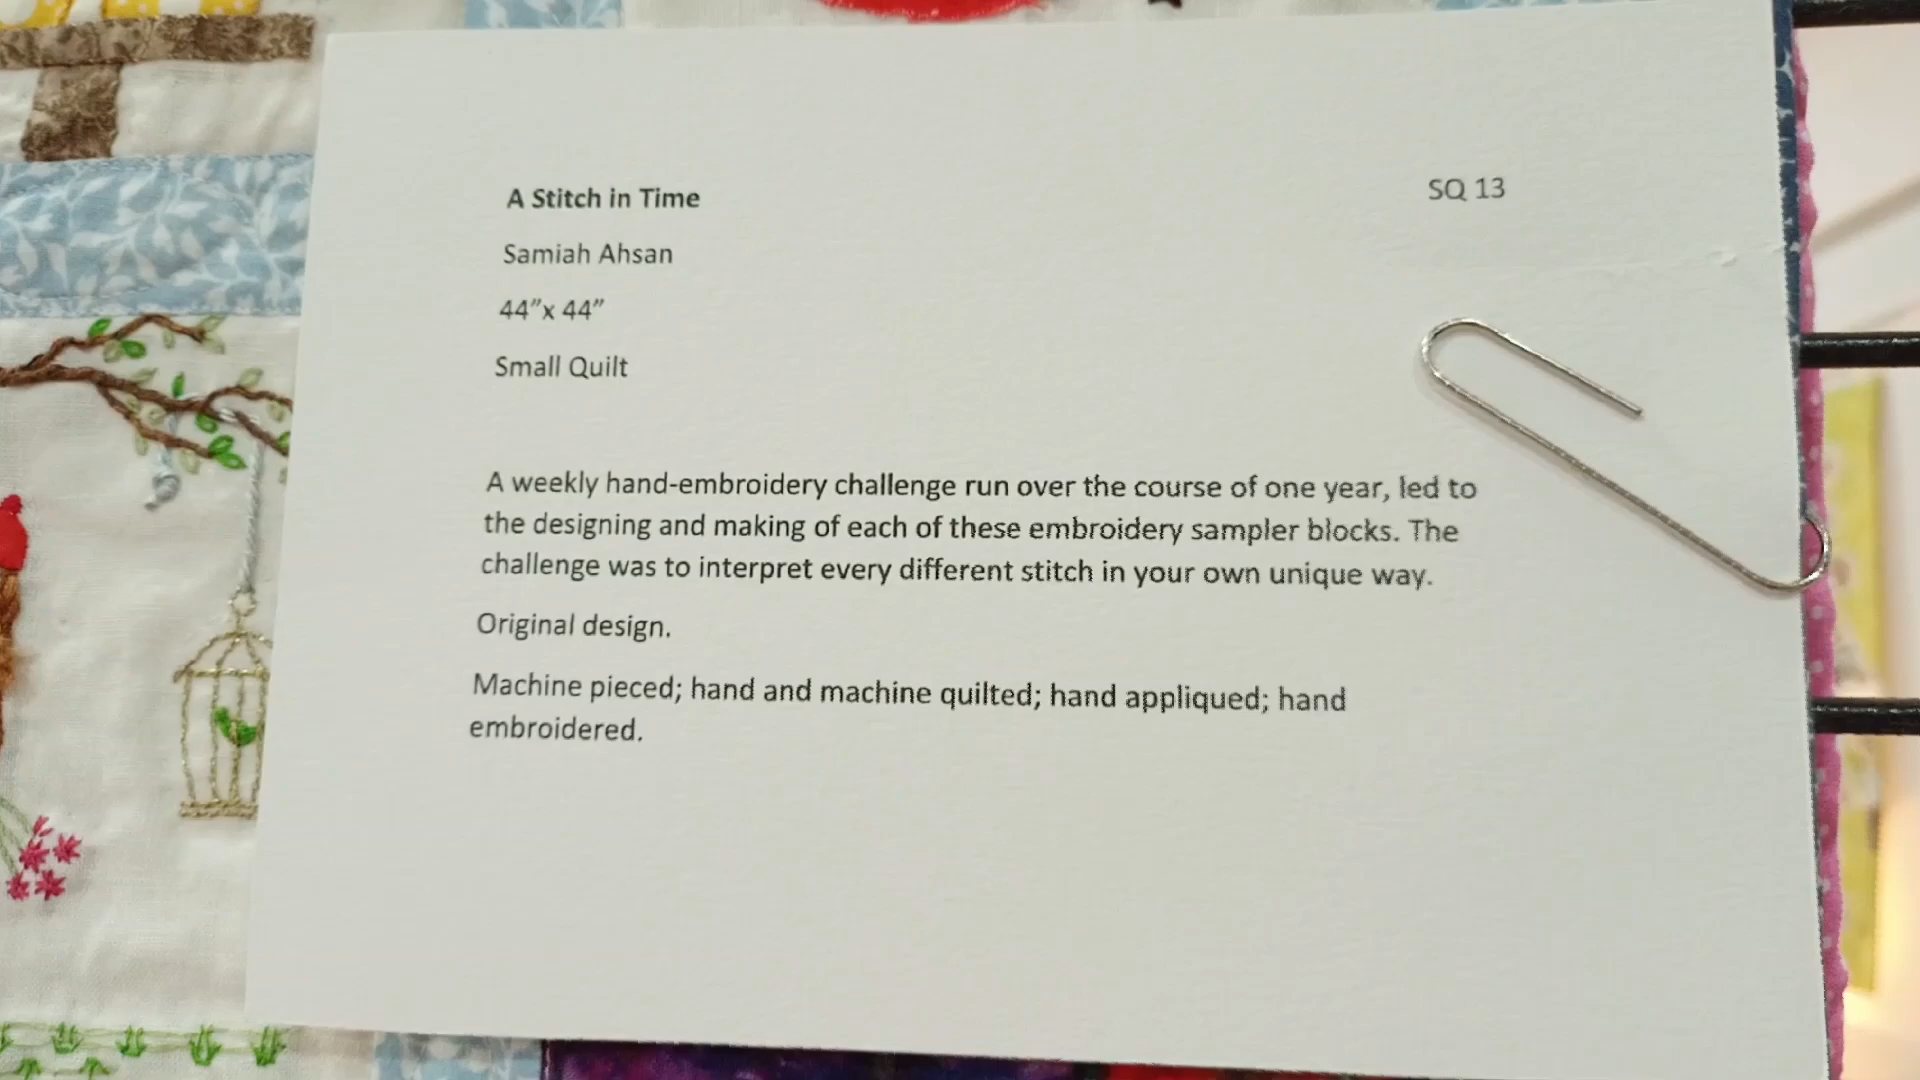 A Stitch in Time
SQ 13
Samiah Ahsan
44”x 44”
Small Quilt
A weekly hand-embroidery challenge run over the course of one year, led to
the designing and making of each of these embroidery sampler blocks. The
challenge was to interpret every different stitch in your own unique way.
Original design.
Machine pieced; hand and machine quilted; hand appliqued; hand
embroidered.